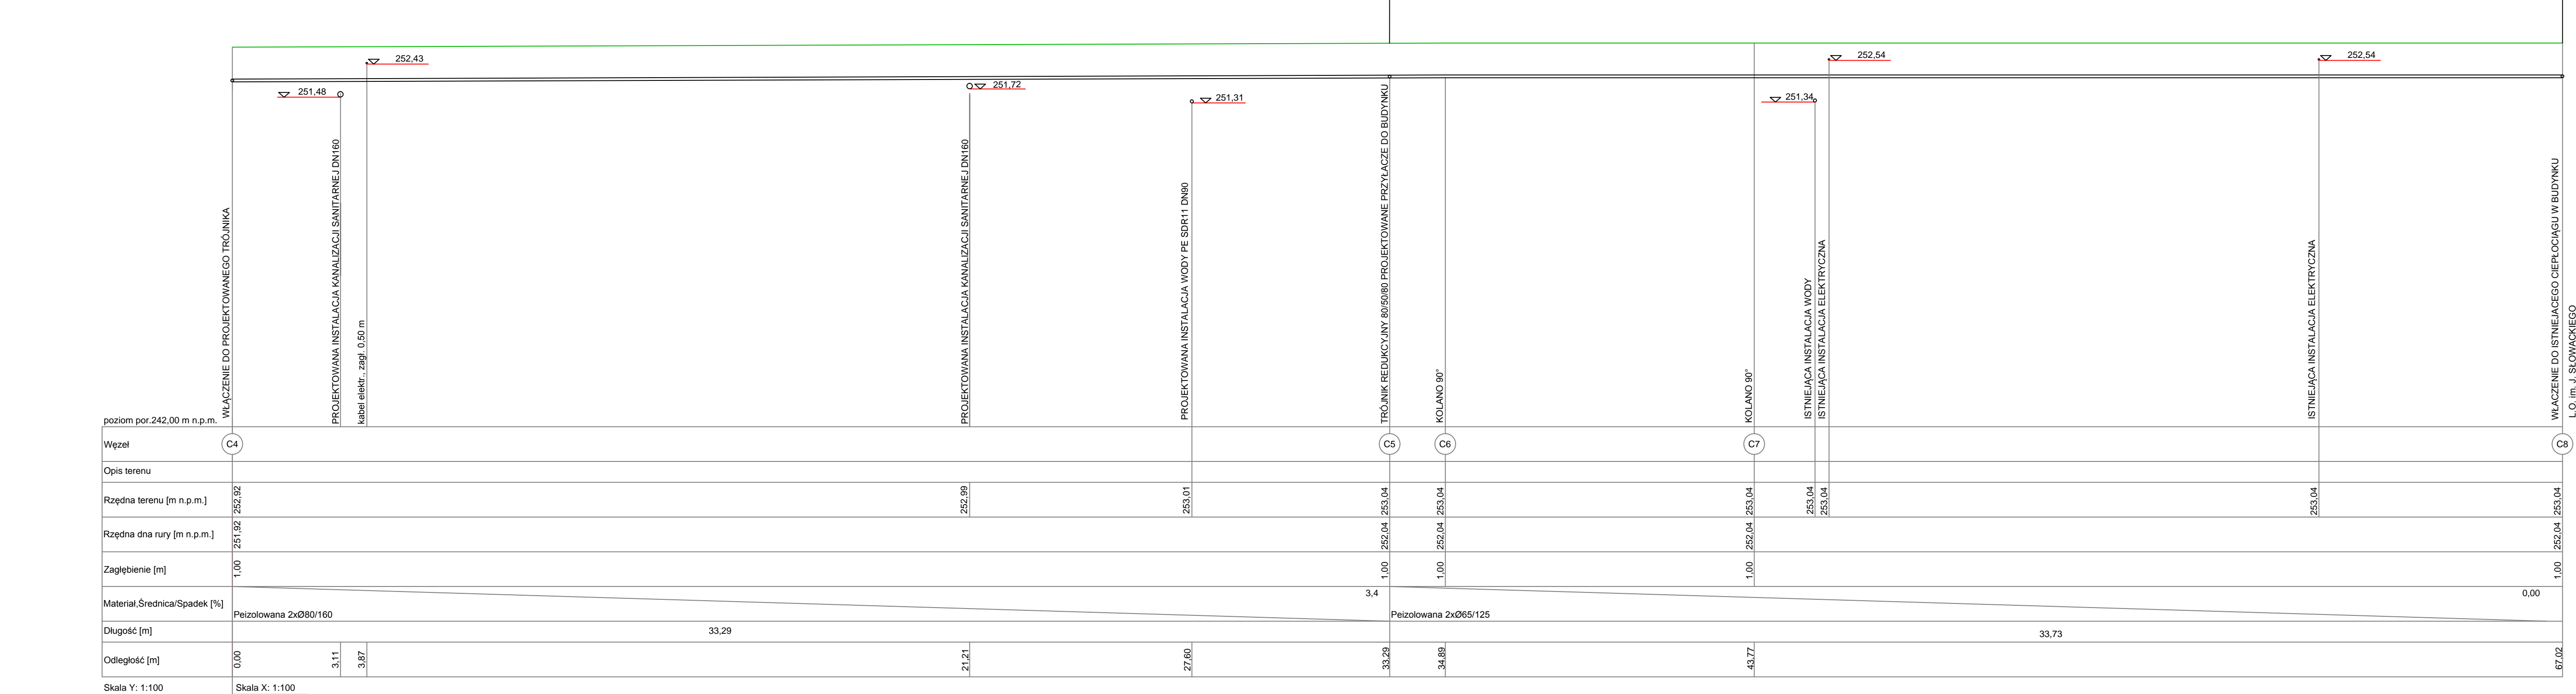 252,43
252,54
252,54
251,48
251,72
251,31
251,34
WŁĄCZENIE DO PROJEKTOWANEGO TRÓJNIKA
PROJEKTOWANA INSTALACJA KANALIZACJI SANITARNEJ DN160
kabel elektr., zagł. 0,50 m
PROJEKTOWANA INSTALACJA KANALIZACJI SANITARNEJ DN160
PROJEKTOWANA INSTALACJA WODY PE SDR11 DN90
TRÓJNIK REDUKCYJNY 80/50/80 PROJEKTOWANE PRZYŁACZE DO BUDYNKU
KOLANO 90°
KOLANO 90°
ISTNIEJĄCA INSTALACJA WODY
ISTNIEJĄCA INSTALACJA ELEKTRYCZNA
ISTNIEJĄCA INSTALACJA ELEKTRYCZNA
WŁACZENIE DO ISTNIEJACEGO CIEPŁOCIĄGU W BUDYNKU
L.O. im. J. SŁOWACKIEGO
poziom por.242,00 m n.p.m.
Węzeł C4 C5 C6 C7 C8
Opis terenu
Rzędna terenu [m n.p.m.] 252,92 252,99 253,01 253,04 253,04 253,04 253,04 253,04 253,04 253,04
Rzędna dna rury [m n.p.m.] 251,92 252,04 252,04 252,04 252,04
Zagłębienie [m] 1,00 1,00 1,00 1,00 1,00
Materiał,Średnica/Spadek [%] 3,4 0,00
Peizolowana 2xØ80/160 Peizolowana 2xØ65/125
Długość [m] 33,29 33,73
Odległość [m] 0,00 3,11 3,87 21,21 27,60 33,29 34,89 43,77 67,02
Skala Y: 1:100 Skala X: 1:100